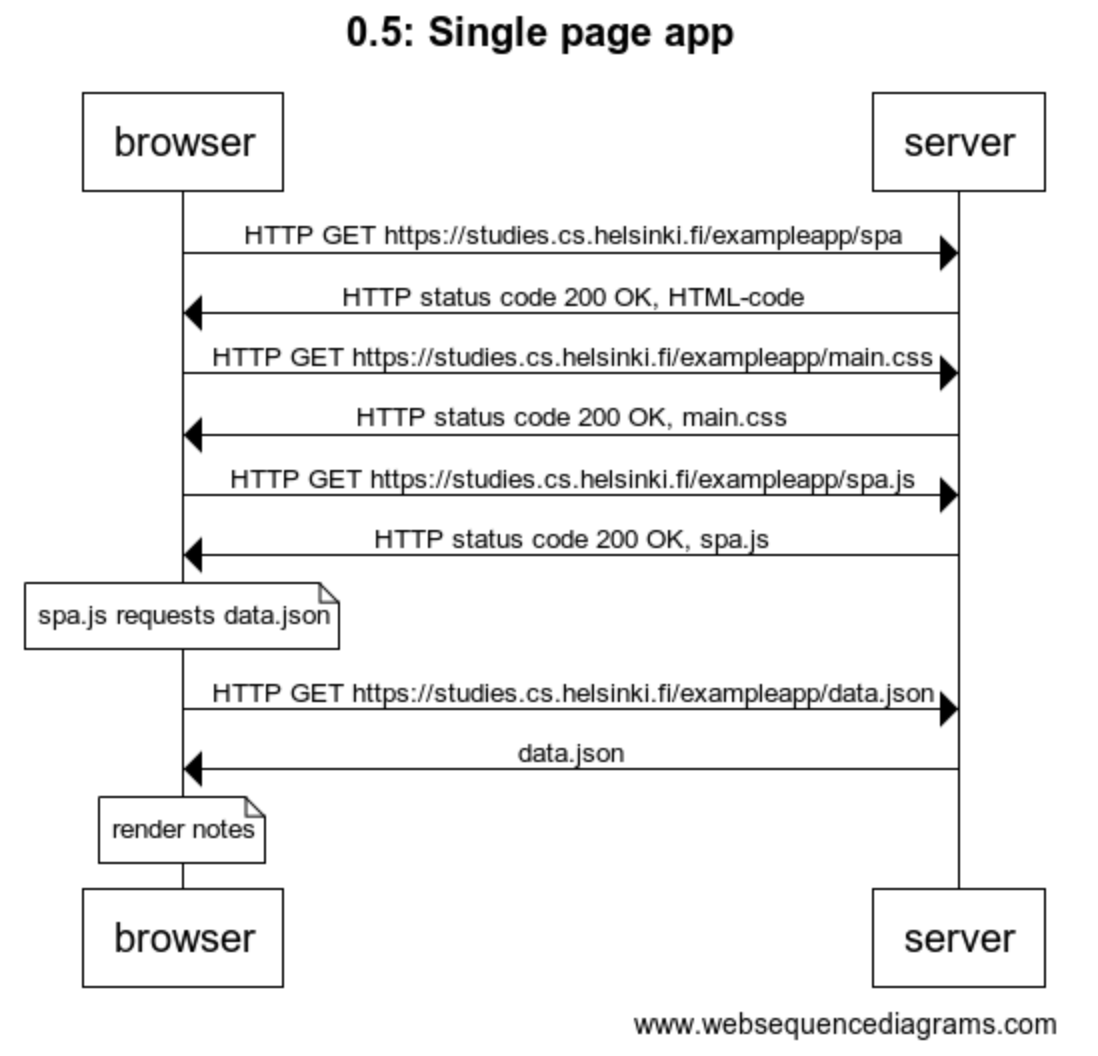 0.5: Single page app
browser
server
HTTP GET https://studies.cs.helsinki.fi/exampleapp/spa
HTTP status code 200 OK, HTML-code
HTTP GET https://studies.cs.helsinki.fi/exampleapp/main.css
HTTP status code 200 OK, main.css
HTTP GET https://studies.cs.helsinki.fi/exampleapp/spa.js
HTTP status code 200 OK, spa.js
spa.js requests data.json
HTTP GET https://studies.cs.helsinki.fi/exampleapp/data.json
data.json
render notes
browser
server
www.websequencediagrams.com